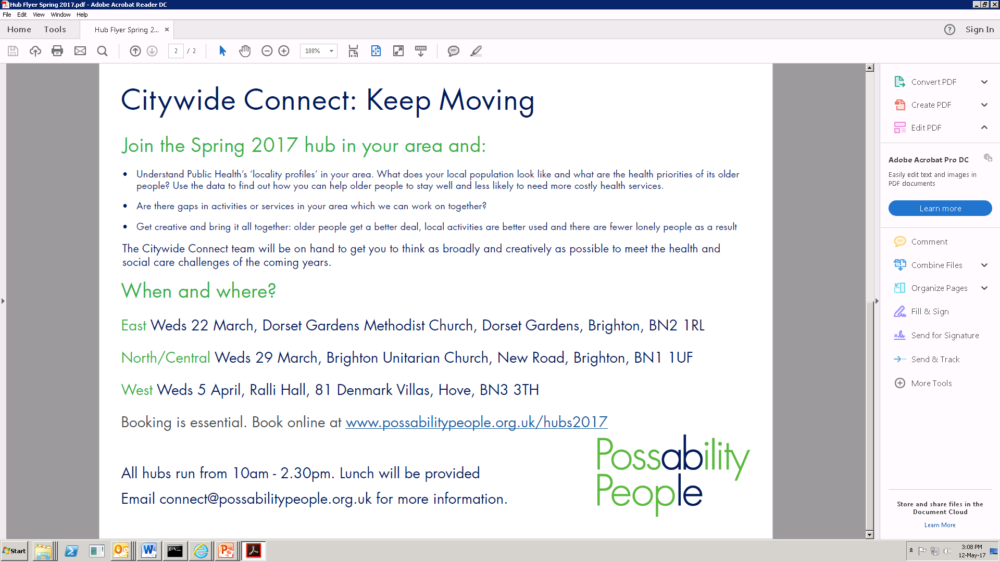 Hub Flyer Spring 2017.pdf - Adobe Acrobat Reader DC
File Edit View Window Help
Home Tools Hub Flyer Spring 2... × Sign In
2 / 2 100%
Citywide Connect: Keep Moving
Join the Spring 2017 hub in your area and:
• Understand Public Health's 'locality profiles' in your area. What does your local population look like and what are the health priorities of its older
people? Use the data to find out how you can help older people to stay well and less likely to need more costly health services.
• Are there gaps in activities or services in your area which we can work on together?
• Get creative and bring it all together: older people get a better deal, local activities are better used and there are fewer lonely people as a result
The Citywide Connect team will be on hand to get you to think as broadly and creatively as possible to meet the health and
social care challenges of the coming years.
When and where?
East Weds 22 March, Dorset Gardens Methodist Church, Dorset Gardens, Brighton, BN2 1RL
North/Central Weds 29 March, Brighton Unitarian Church, New Road, Brighton, BN1 1UF
West Weds 5 April, Ralli Hall, 81 Denmark Villas, Hove, BN3 3TH
Booking is essential. Book online at www.possabilitypeople.org.uk/hubs2017
All hubs run from 10am - 2.30pm. Lunch will be provided
Email connect@possabilitypeople.org.uk for more information.
Possability
People
Convert PDF
Create PDF
Edit PDF
Adobe Acrobat Pro DC
Easily edit text and images in
PDF documents
Learn more
Comment
Combine Files
Organize Pages
Fill & Sign
Send for Signature
Send & Track
More Tools
Store and share files in the
Document Cloud
Learn More
Start
3:08 PM
12-May-17